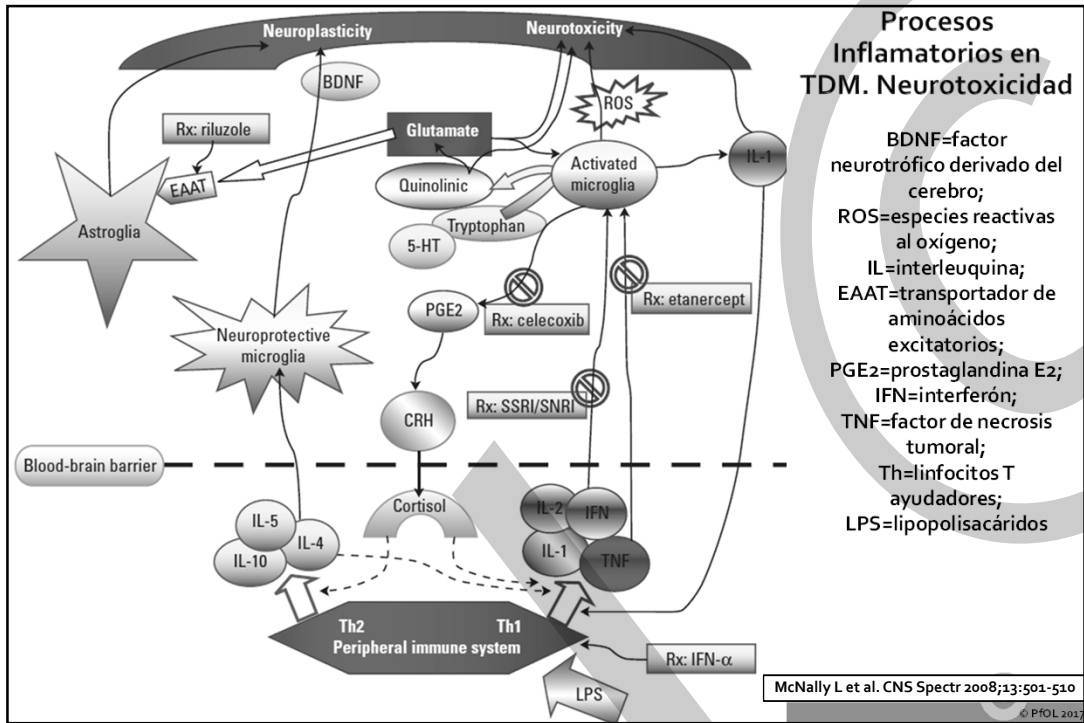 Neuroplasticity
Neurotoxicity
BDNF
ROS
Rx: riluzole
Glutamate
IL-1
EAAT
Quinolinic
Activated
microglia
Astroglia
Tryptophan
5-HT
PGE2
Rx: celecoxib
Rx: etanercept
Neuroprotective
microglia
Rx: SSRI/SNRI
CRH
Blood-brain barrier
Cortisol
IL-5
IL-4
IL-10
IL-2
IFN
IL-1
TNF
Th2
Th1
Peripheral immune system
Rx: IFN-α
LPS
Procesos
Inflamatorios en
TDM. Neurotoxicidad
BDNF=factor
neurotrófico derivado del
cerebro;
ROS=especies reactivas
al oxígeno;
IL=interleuquina;
EAAT=transportador de
aminoácidos
excitatorios;
PGE2=prostaglandina E2;
IFN=interferón;
TNF=factor de necrosis
tumoral;
Th=linfocitos T
ayudadores;
LPS=lipopolisacáridos
McNally L et al. CNS Spectr 2008;13:501-510
© PfOL 2017